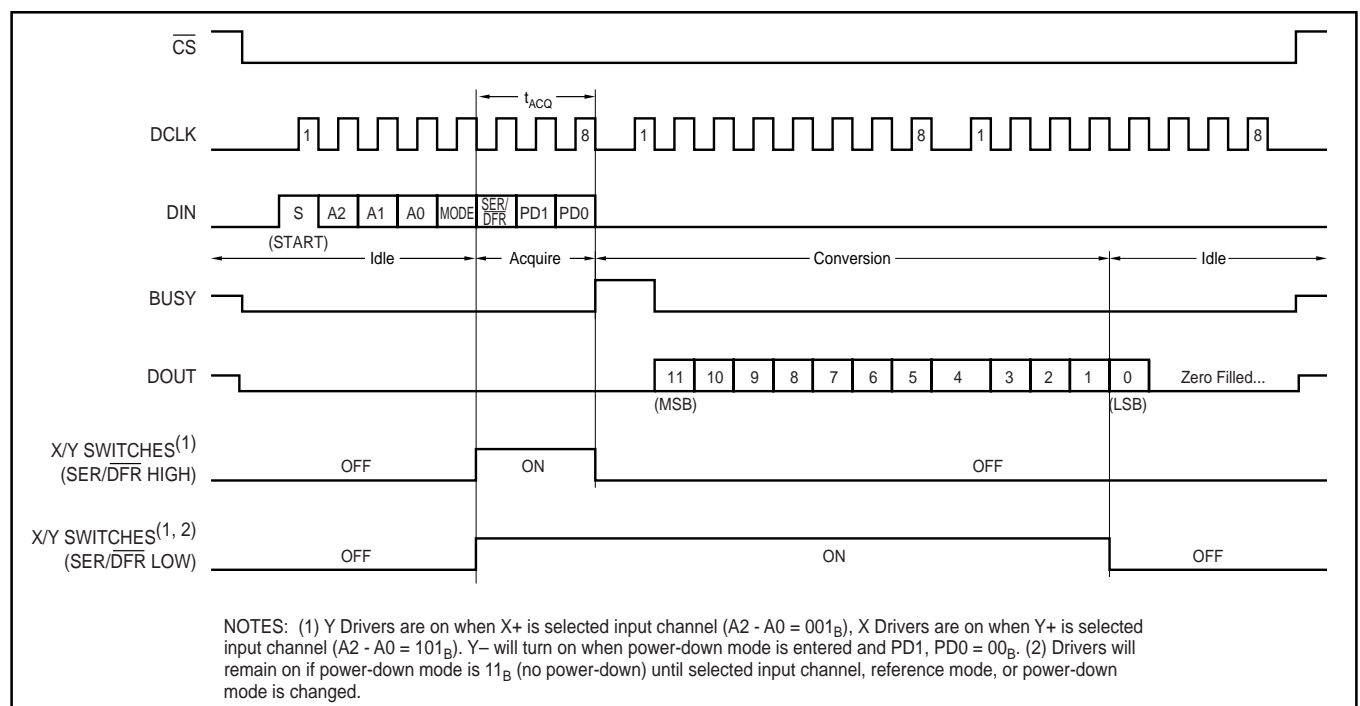 CS
tACQ
DCLK 1 8 1 8 1 8
DIN S A2 A1 A0 MODE SER/DFR PD1 PD0
(START)
Idle Acquire Conversion Idle
BUSY
DOUT 11 10 9 8 7 6 5 4 3 2 1 0 Zero Filled...
(MSB) (LSB)
X/Y SWITCHES(1)
(SER/DFR HIGH) OFF ON OFF
X/Y SWITCHES(1, 2)
(SER/DFR LOW) OFF ON OFF
NOTES: (1) Y Drivers are on when X+ is selected input channel (A2 - A0 = 001B), X Drivers are on when Y+ is selected
input channel (A2 - A0 = 101B). Y– will turn on when power-down mode is entered and PD1, PD0 = 00B. (2) Drivers will
remain on if power-down mode is 11B (no power-down) until selected input channel, reference mode, or power-down
mode is changed.